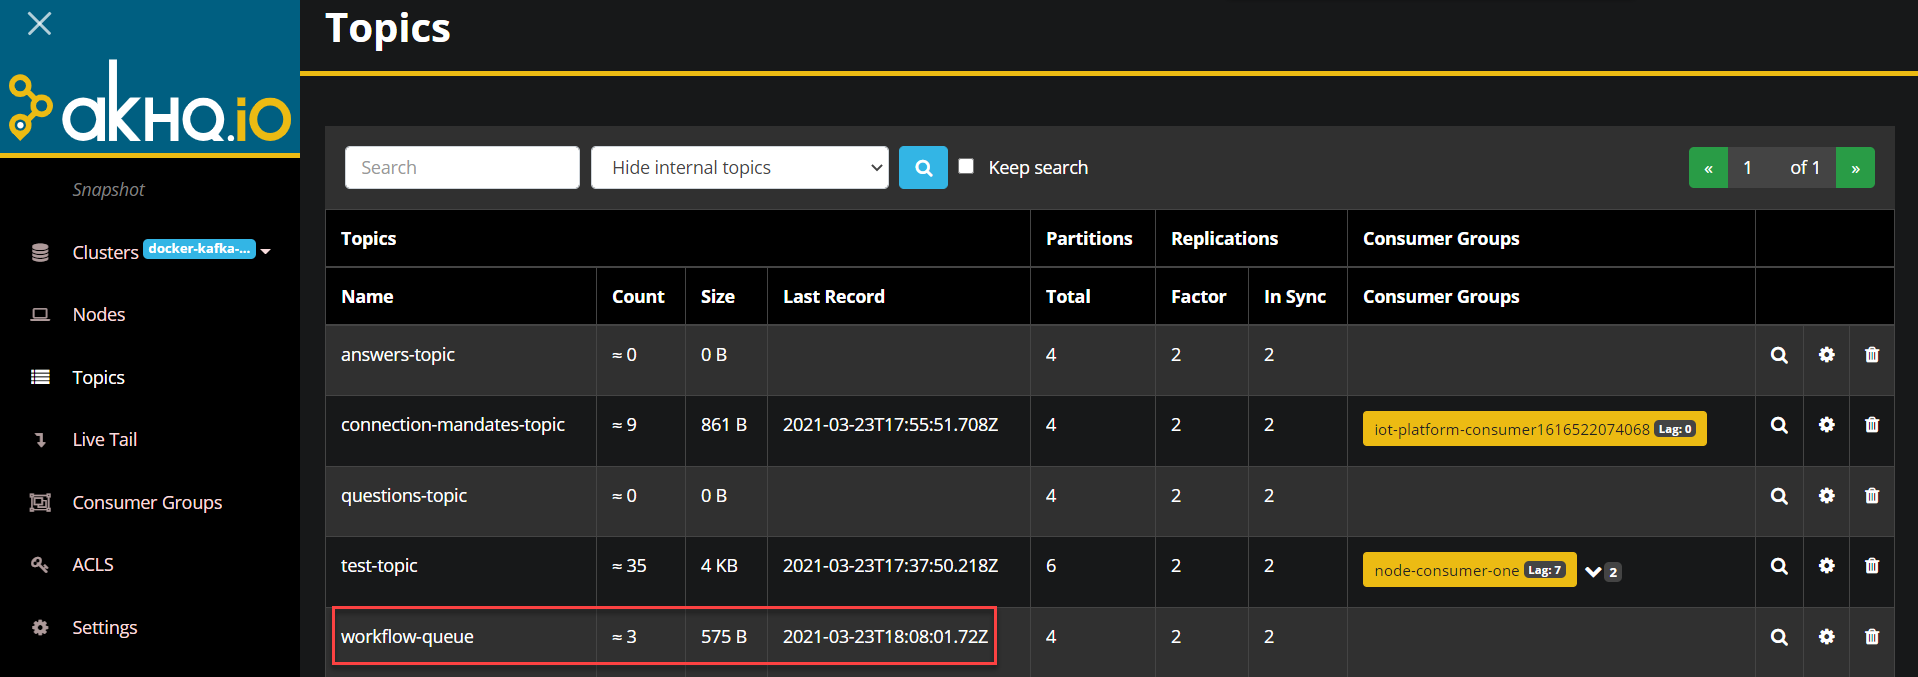 Topics
akHQ.io
Snapshot
Clusters docker-kafka-...
Nodes
Topics
Live Tail
Consumer Groups
ACLS
Settings
Search Hide internal topics Keep search « 1 of 1 »
Topics Partitions Replications Consumer Groups
Name Count Size Last Record Total Factor In Sync Consumer Groups
answers-topic ≈ 0 0 B 4 2 2
connection-mandates-topic ≈ 9 861 B 2021-03-23T17:55:51.708Z 4 2 2 iot-platform-consumer1616522074068 Lag: 0
questions-topic ≈ 0 0 B 4 2 2
test-topic ≈ 35 4 KB 2021-03-23T17:37:50.218Z 6 2 2 node-consumer-one Lag: 7 2
workflow-queue ≈ 3 575 B 2021-03-23T18:08:01.72Z 4 2 2